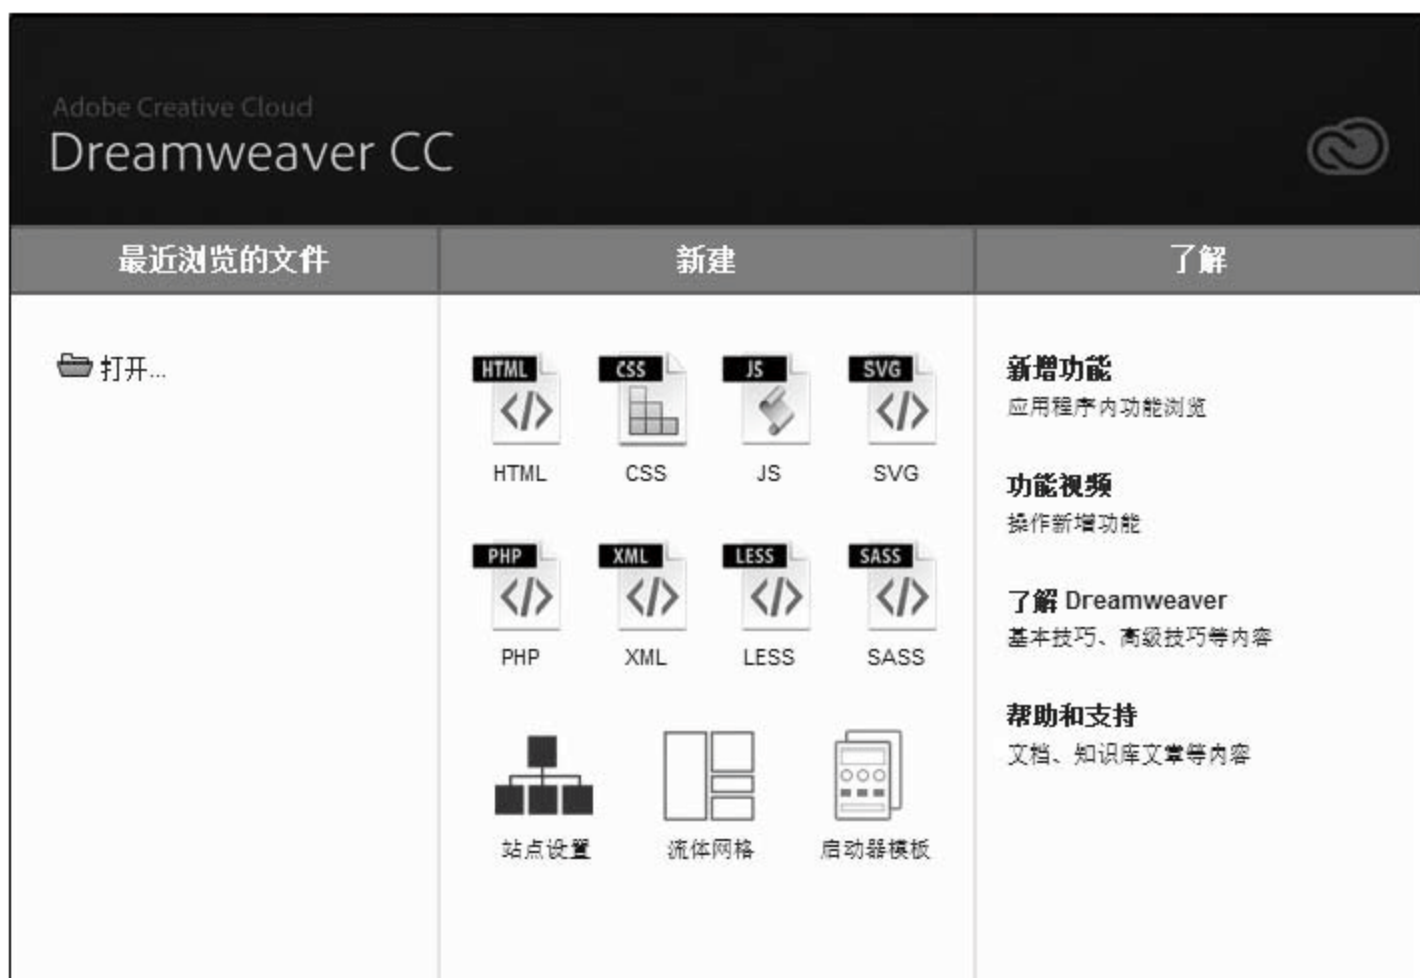 Adobe Creative Cloud
Dreamweaver CC
最近浏览的文件
新建
了解
打开...
HTML
CSS
JS
SVG
HTML
CSS
JS
SVG
PHP
XML
LESS
SASS
PHP
XML
LESS
SASS
站点设置
流体网格
启动器模板
新增功能
应用程序内功能浏览
功能视频
操作新增功能
了解 Dreamweaver
基本技巧、高级技巧等内容
帮助和支持
文档、知识库文章等内容